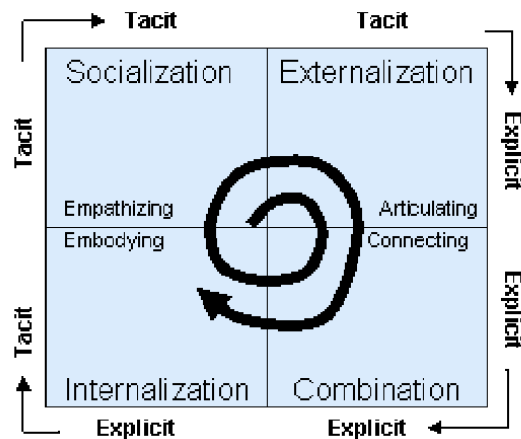 Tacit Tacit
Socialization Externalization
Tacit Explicit
Empathizing Articulating
Embodying Connecting
Tacit Explicit
Internalization Combination
Explicit Explicit